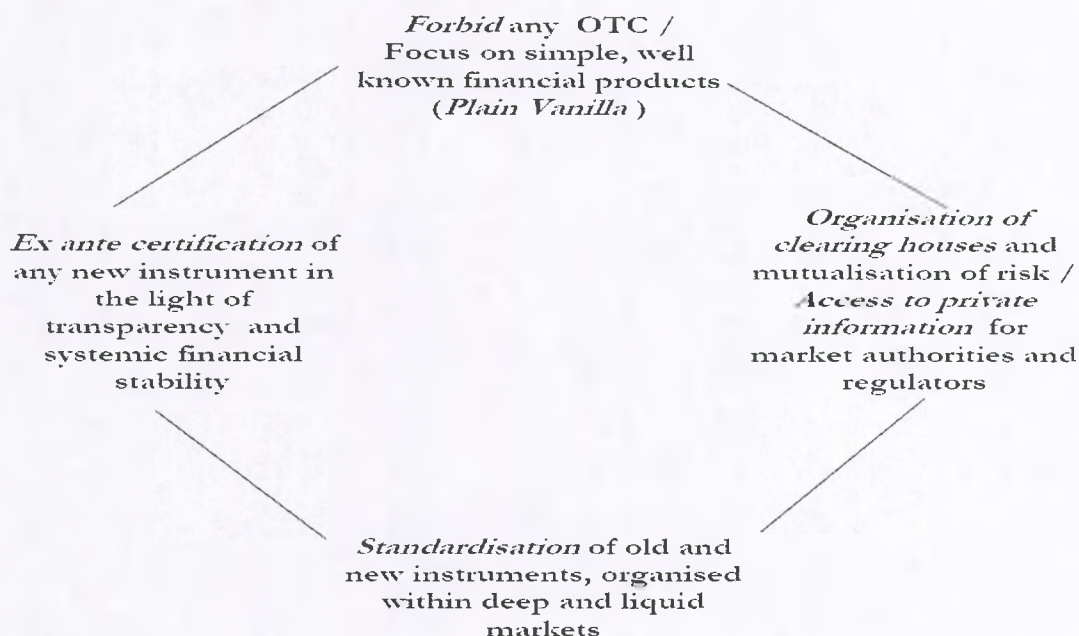 Forbid any OTC /
Focus on simple, well
known financial products
(Plain Vanilla )
Ex ante certification of
any new instrument in
the light of
transparency and
systemic financial
stability
Organisation of
clearing houses and
mutualisation of risk /
Access to private
information for
market authorities and
regulators
Standardisation of old and
new instruments, organised
within deep and liquid
markets